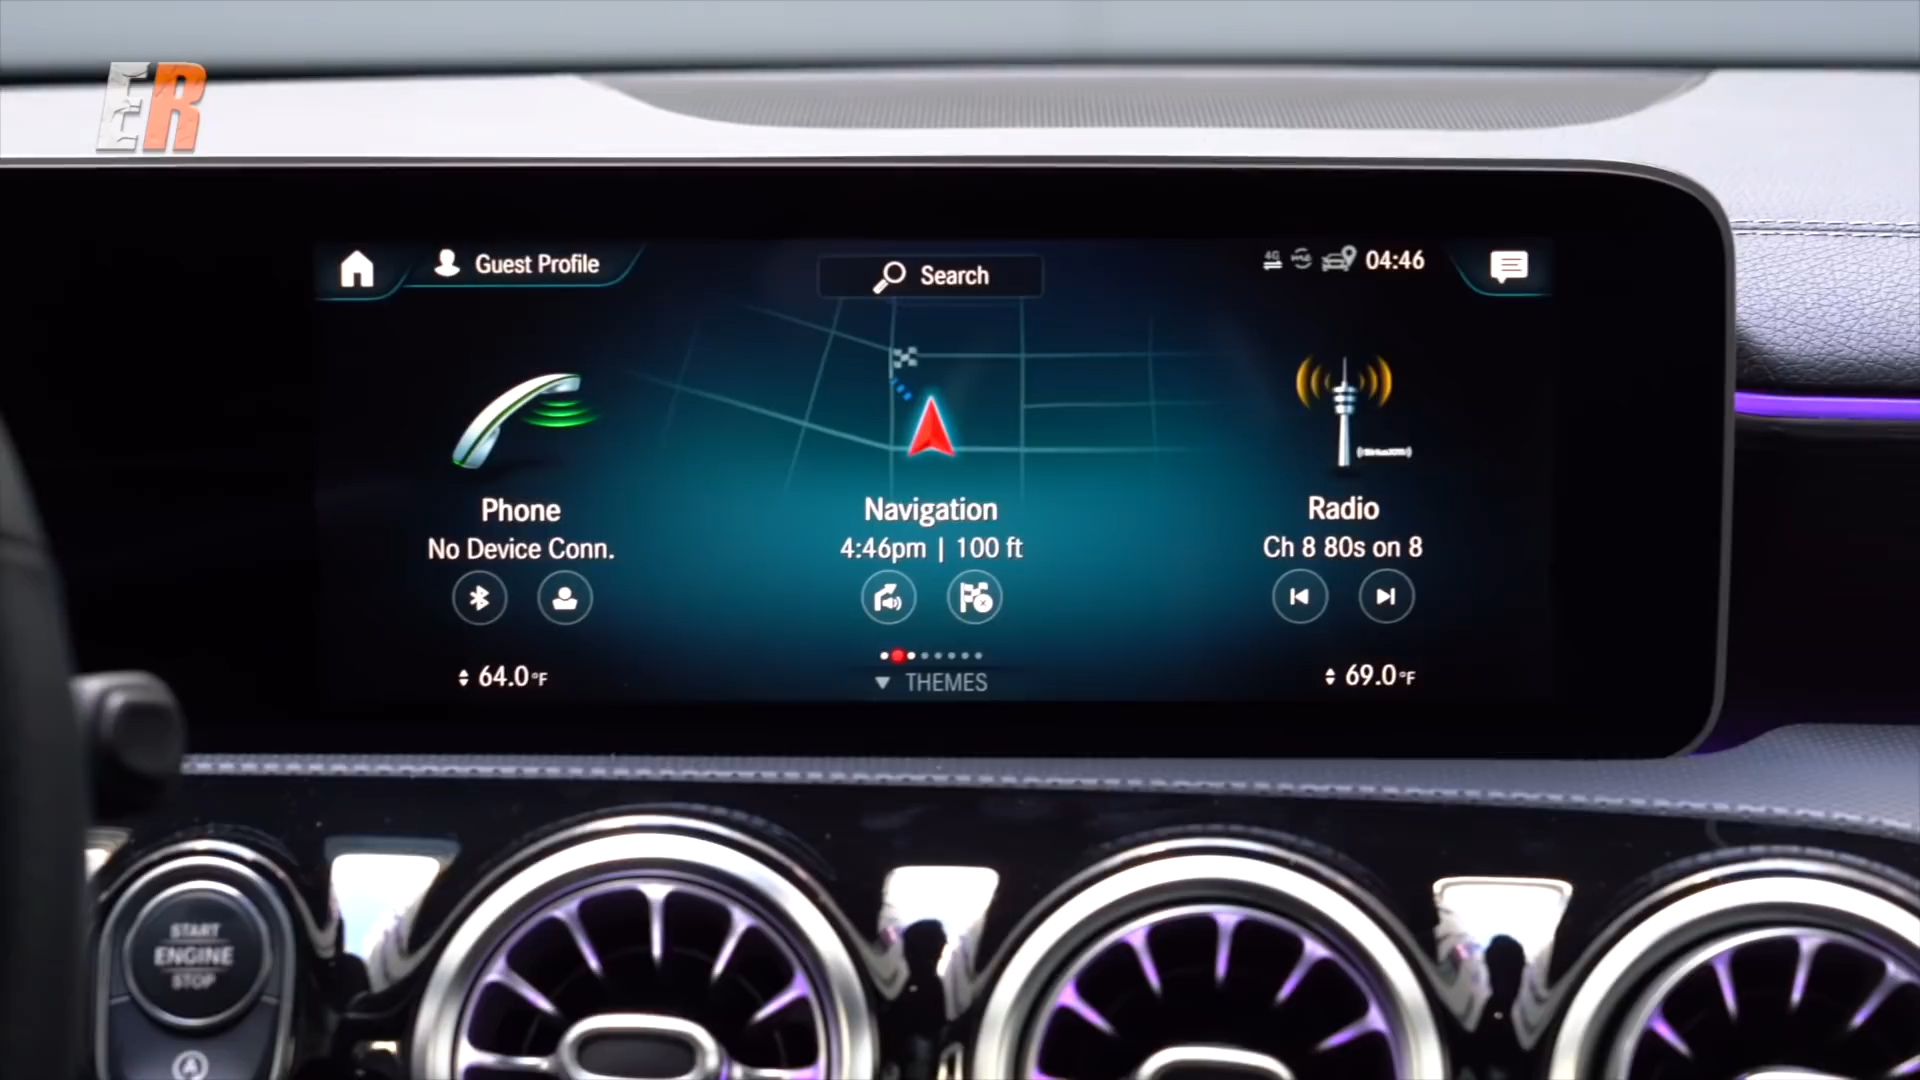 ER
Guest Profile
Search
4G
04:46
Phone
No Device Conn.
Navigation
4:46pm | 100 ft
Radio
Ch 8 80s on 8
64.0°F
THEMES
69.0°F
START
ENGINE
STOP
A